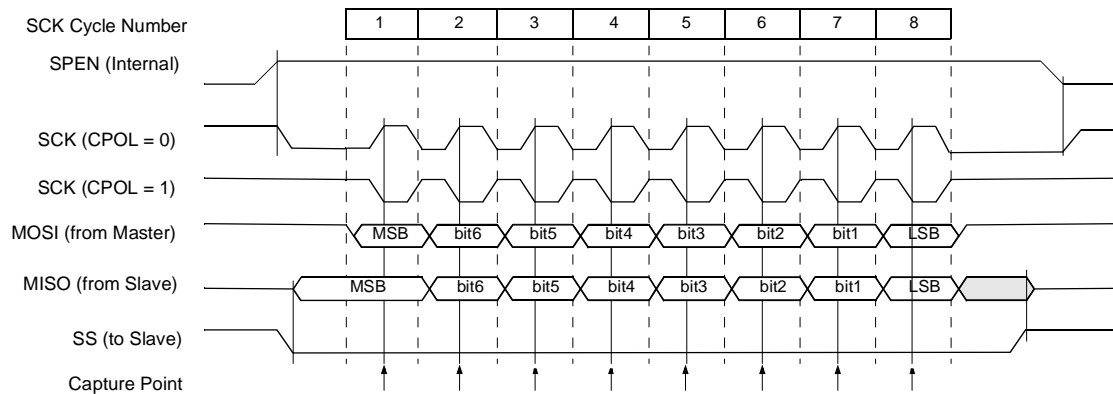 SCK Cycle Number 1 2 3 4 5 6 7 8
SPEN (Internal)
SCK (CPOL = 0)
SCK (CPOL = 1)
MOSI (from Master) MSB bit6 bit5 bit4 bit3 bit2 bit1 LSB
MISO (from Slave) MSB bit6 bit5 bit4 bit3 bit2 bit1 LSB
SS (to Slave)
Capture Point